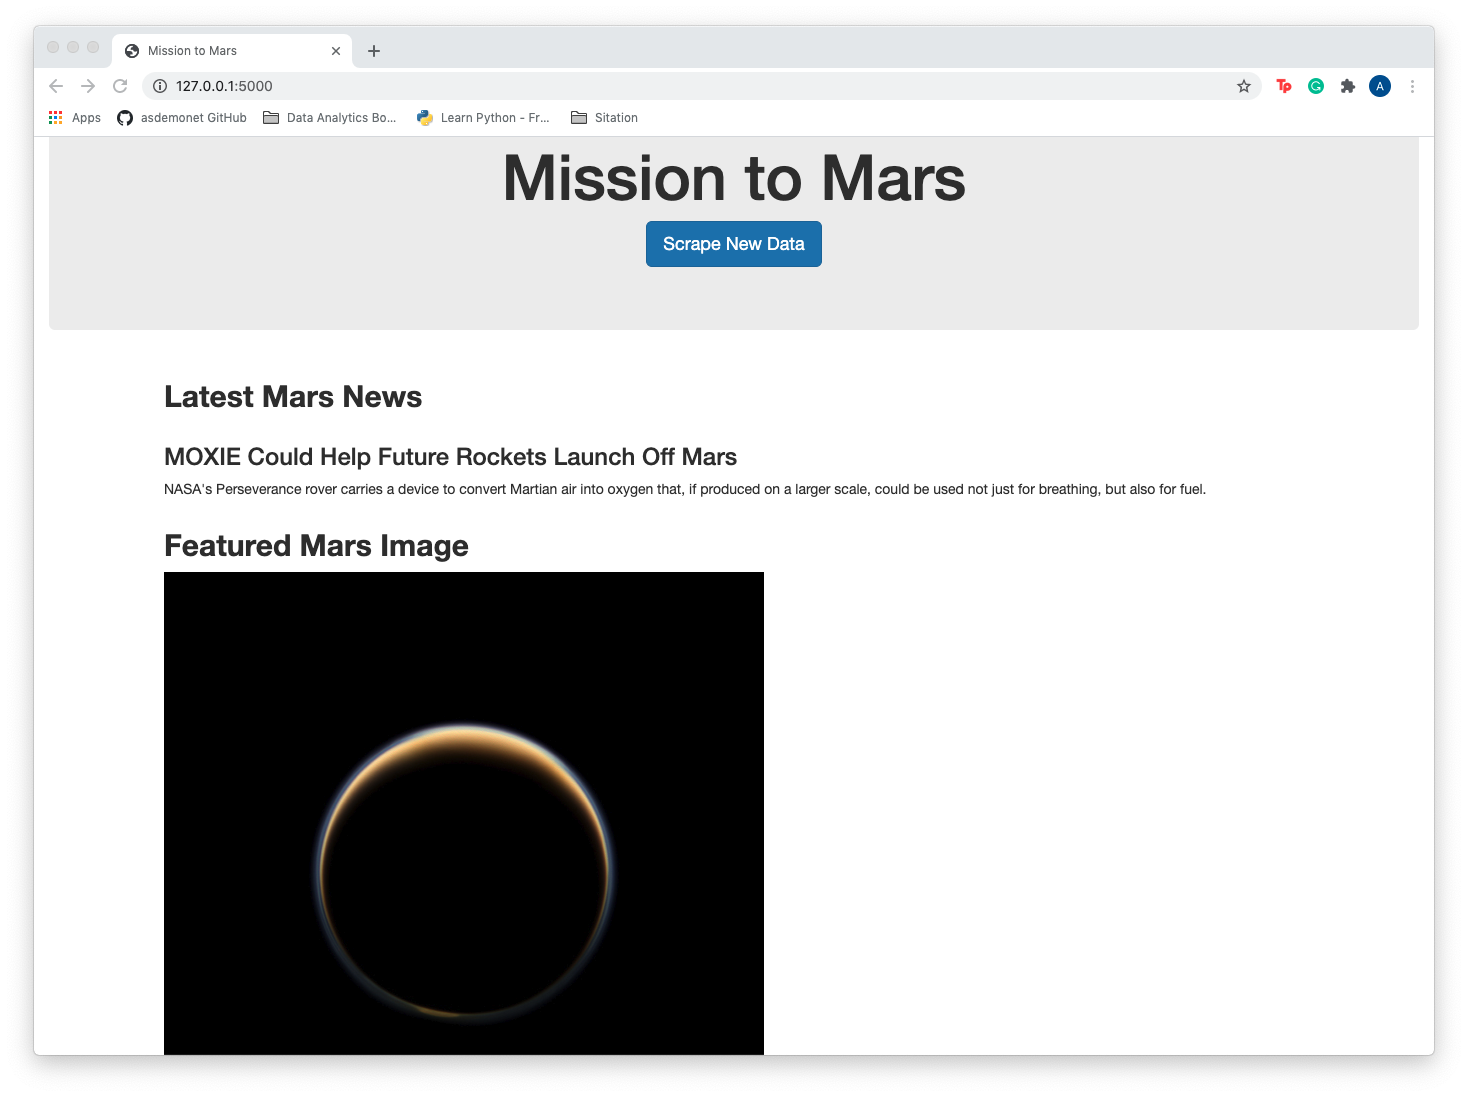 Mission to Mars
127.0.0.1:5000
Tp
G
A
Apps
asdemonet GitHub
Data Analytics Bo...
Learn Python - Fr...
Sitation
Mission to Mars
Scrape New Data
Latest Mars News
MOXIE Could Help Future Rockets Launch Off Mars
NASA's Perseverance rover carries a device to convert Martian air into oxygen that, if produced on a larger scale, could be used not just for breathing, but also for fuel.
Featured Mars Image